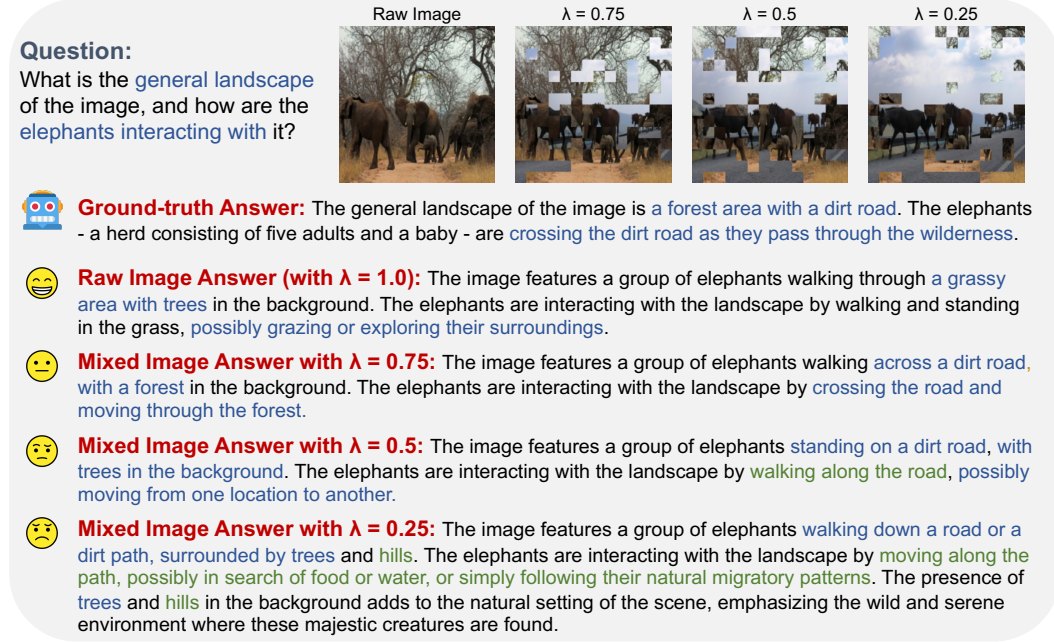 Raw Image
λ = 0.75
λ = 0.5
λ = 0.25
Question:
What is the general landscape
of the image, and how are the
elephants interacting with it?
Ground-truth Answer: The general landscape of the image is a forest area with a dirt road. The elephants
- a herd consisting of five adults and a baby - are crossing the dirt road as they pass through the wilderness.
Raw Image Answer (with λ = 1.0): The image features a group of elephants walking through a grassy
area with trees in the background. The elephants are interacting with the landscape by walking and standing
in the grass, possibly grazing or exploring their surroundings.
Mixed Image Answer with λ = 0.75: The image features a group of elephants walking across a dirt road,
with a forest in the background. The elephants are interacting with the landscape by crossing the road and
moving through the forest.
Mixed Image Answer with λ = 0.5: The image features a group of elephants standing on a dirt road, with
trees in the background. The elephants are interacting with the landscape by walking along the road, possibly
moving from one location to another.
Mixed Image Answer with λ = 0.25: The image features a group of elephants walking down a road or a
dirt path, surrounded by trees and hills. The elephants are interacting with the landscape by moving along the
path, possibly in search of food or water, or simply following their natural migratory patterns. The presence of
trees and hills in the background adds to the natural setting of the scene, emphasizing the wild and serene
environment where these majestic creatures are found.